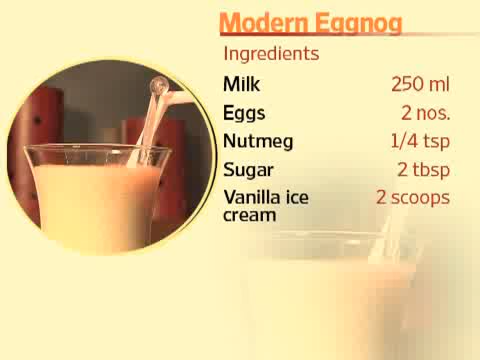 Modern Eggnog
Ingredients
Milk 250 ml
Eggs 2 nos.
Nutmeg 1/4 tsp
Sugar 2 tbsp
Vanilla ice 2 scoops
cream